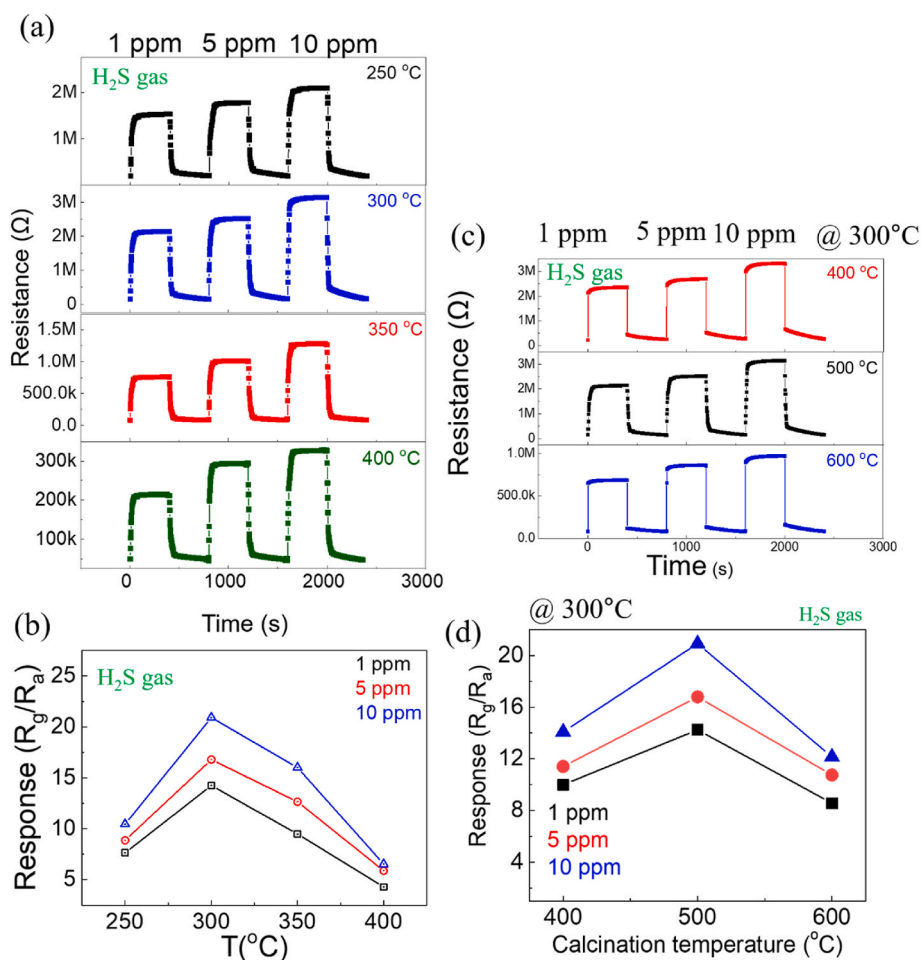 (a)
1 ppm 5 ppm 10 ppm
H₂S gas
250 °C
2M
1M
300 °C
3M
2M
1M
0
350 °C
1.5M
1.0M
500.0k
0.0
400 °C
300k
200k
100k
Resistance (Ω)
0 1000 2000 3000
Time (s)
(c)
1 ppm 5 ppm 10 ppm @ 300°C
H₂S gas
400 °C
3M
2M
1M
0
500 °C
3M
2M
1M
0
600 °C
1.0M
500.0k
0.0
Resistance (Ω)
0 1000 2000 3000
Time (s)
(b)
H₂S gas
1 ppm
5 ppm
10 ppm
25
20
15
10
5
Response (Rg/Ra)
250 300 350 400
T(°C)
(d)
@ 300°C
H₂S gas
20
16
12
8
4
Response (Rg/Ra)
1 ppm
5 ppm
10 ppm
400 500 600
Calcination temperature (°C)